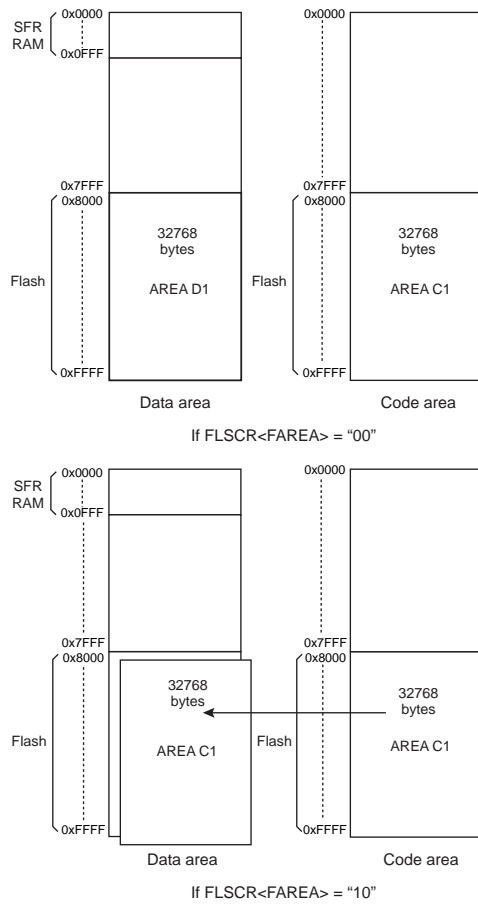 0x0000
SFR
RAM
0x0FFF
0x7FFF
0x8000
Flash
32768
bytes
AREA D1
0xFFFF
Data area
0x0000
0x7FFF
0x8000
Flash
32768
bytes
AREA C1
0xFFFF
Code area
If FLSCR<FAREA> = “00”
0x0000
SFR
RAM
0x0FFF
0x7FFF
0x8000
Flash
32768
bytes
AREA C1
0xFFFF
Data area
0x0000
0x7FFF
0x8000
Flash
32768
bytes
AREA C1
0xFFFF
Code area
If FLSCR<FAREA> = “10”